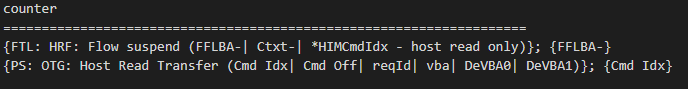 counter
=======================================================================
{FTL: HRF: Flow suspend (FFLBA-| Ctxt-| *HIMCmdIdx - host read only)}; {FFLBA-}
{PS: OTG: Host Read Transfer (Cmd Idx| Cmd Off| reqId| vba| DeVBA0| DeVBA1)}; {Cmd Idx}